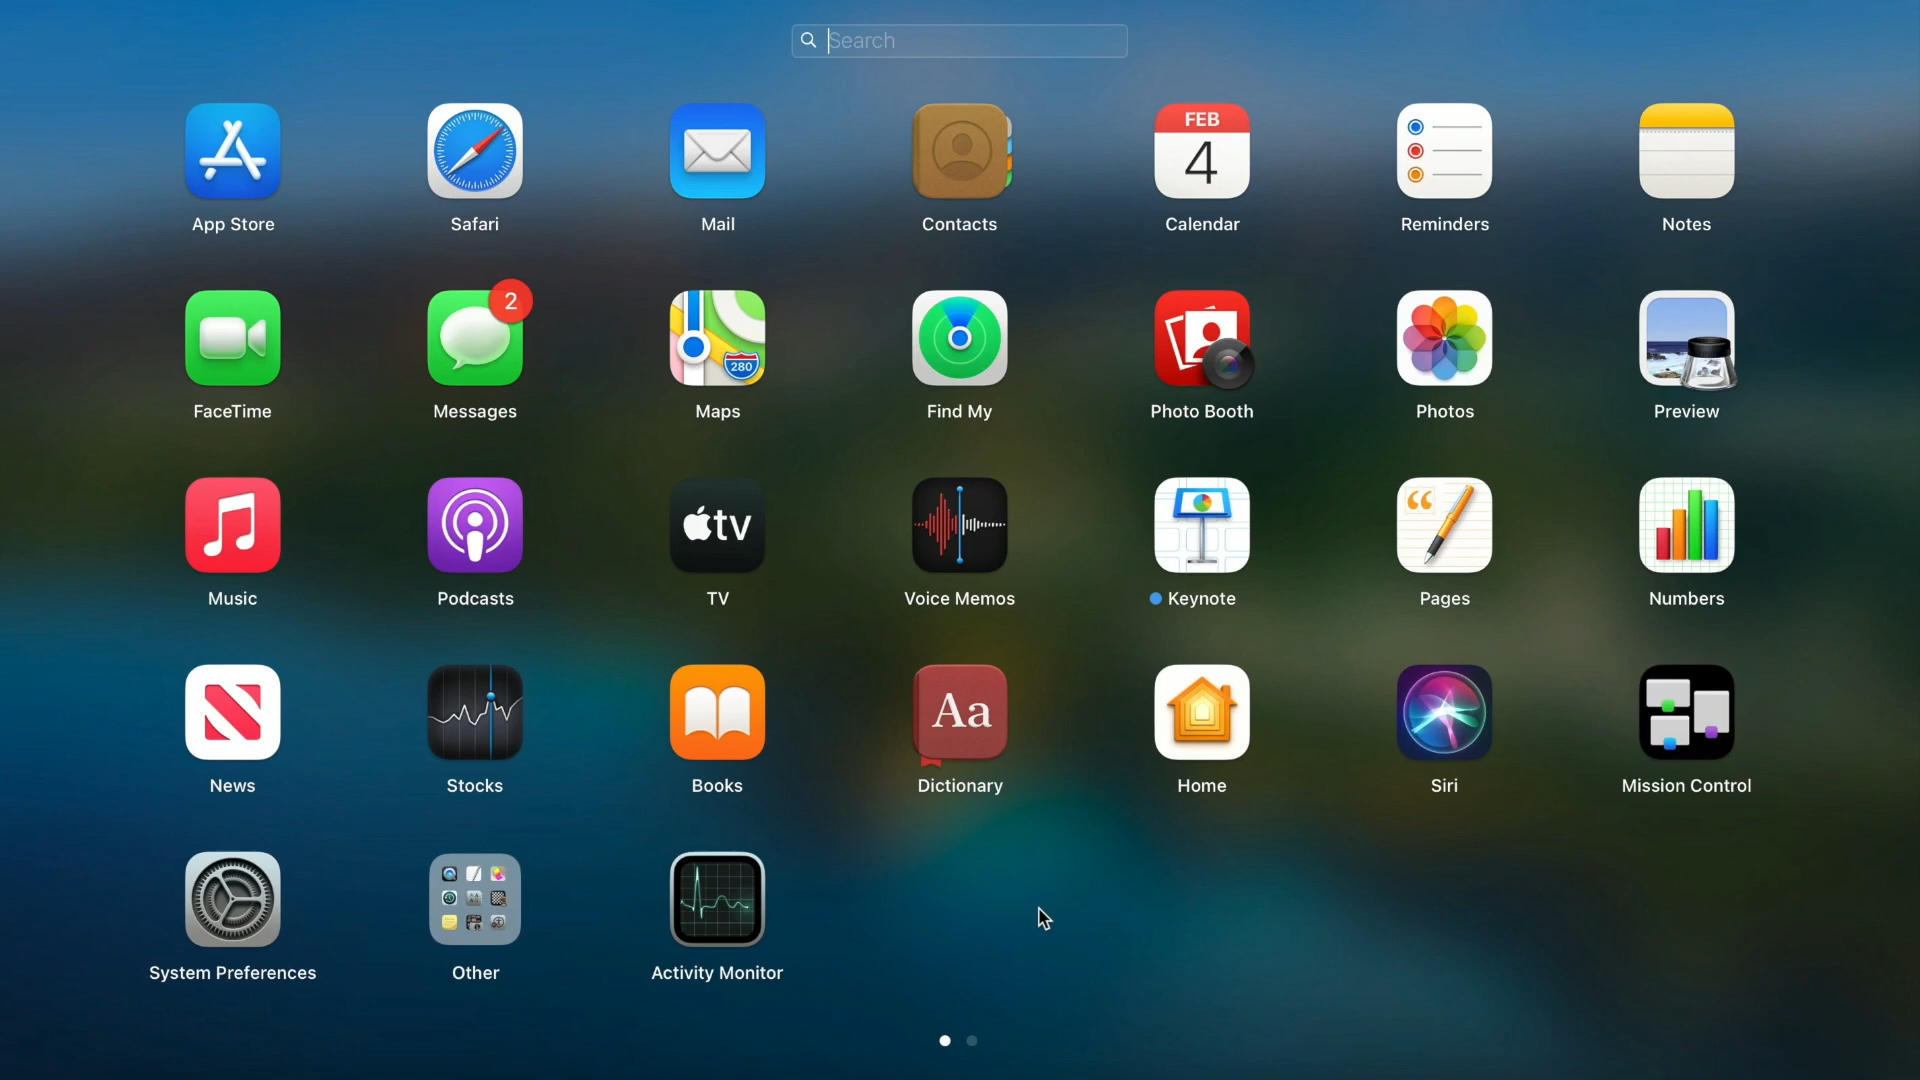 Search
FEB
4
App Store
Safari
Mail
Contacts
Calendar
Reminders
Notes
2
280
FaceTime
Messages
Maps
Find My
Photo Booth
Photos
Preview
tv
“
Music
Podcasts
TV
Voice Memos
Keynote
Pages
Numbers
Aa
News
Stocks
Books
Dictionary
Home
Siri
Mission Control
System Preferences
Other
Activity Monitor